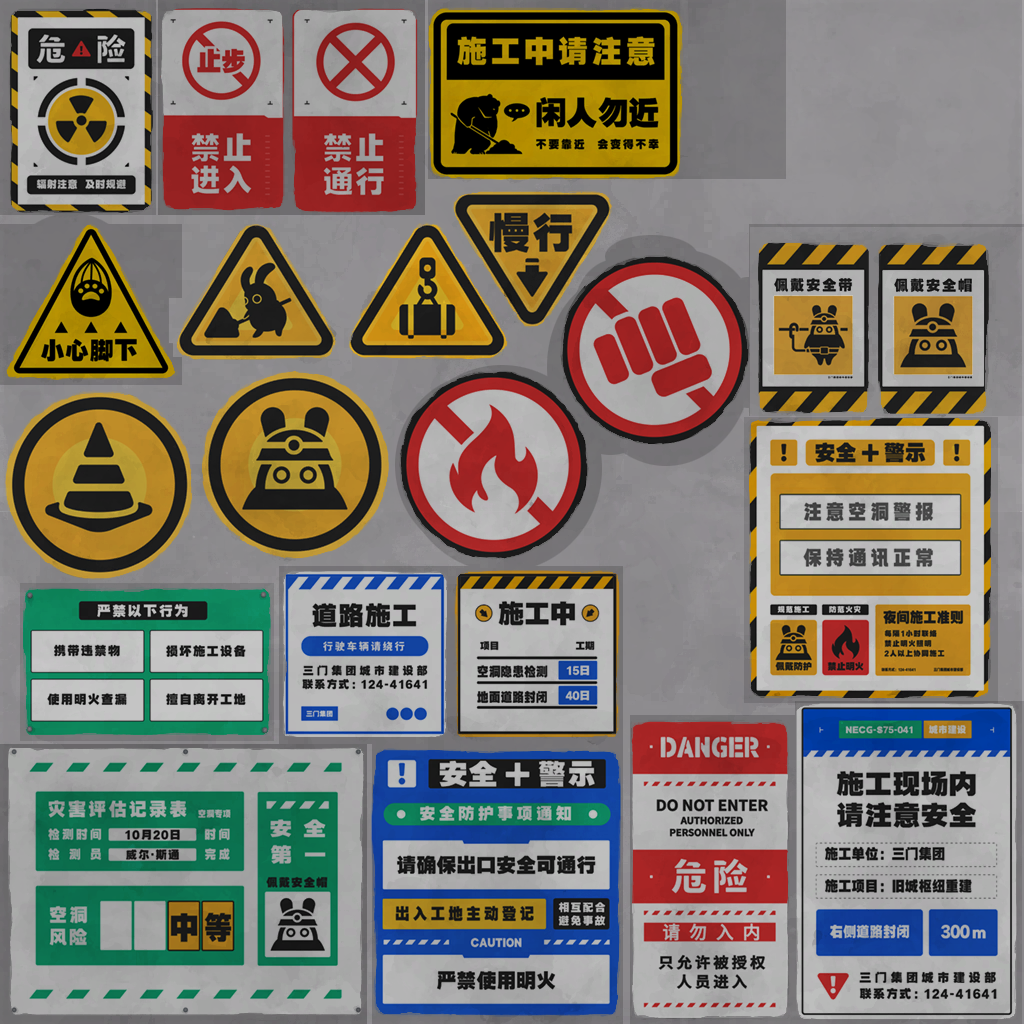 危 险
辐射注意 及时规避
止步
禁止
进入
禁止
通行
施工中请注意
闲人勿近
不要靠近 会变得不幸
慢行
小心脚下
佩戴安全带
佩戴安全帽
! 安全+警示 !
注意空洞警报
保持通讯正常
规范施工
佩戴防护
防范火灾
禁止明火
夜间施工准则
每隔1小时联络
禁止明火照明
2人以上协同施工
严禁以下行为
携带违禁物
损坏施工设备
使用明火查漏
擅自离开工地
道路施工
行驶车辆请绕行
三门集团城市建设部
联系方式：124-41641
三门集团
施工中
项目 工期
空洞隐患检测 15日
地面道路封闭 40日
灾害评估记录表 空洞专项
检测时间 10月20日 时间
检测员 威尔·斯通 完成
空洞
风险
中等
安全
第一
佩戴安全帽
! 安全+警示
安全防护事项通知
请确保出口安全可通行
出入工地主动登记
相互配合
避免事故
CAUTION
严禁使用明火
DANGER
DO NOT ENTER
AUTHORIZED
PERSONNEL ONLY
危险
请勿入内
只允许被授权
人员进入
NECG-875-041 城市建设
施工现场内
请注意安全
施工单位：三门集团
施工项目：旧城枢纽重建
右侧道路封闭
300m
三门集团城市建设部
联系方式：124-41641